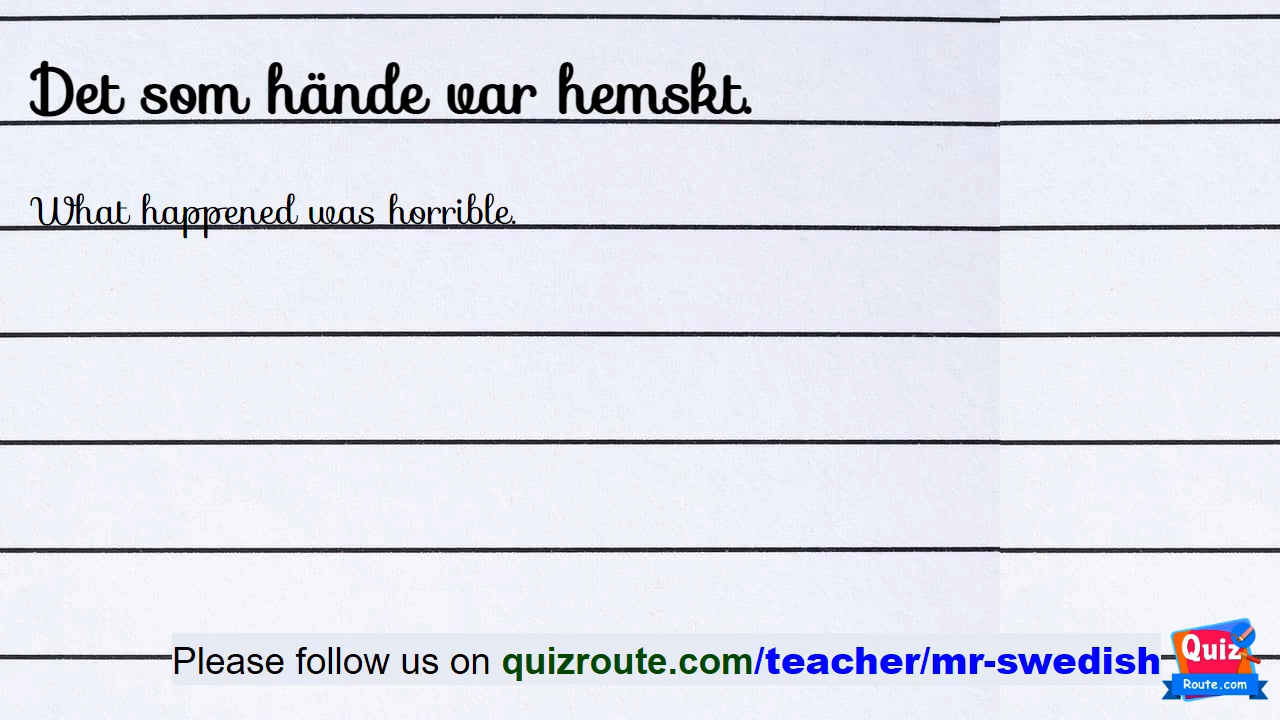 Det som hände var hemskt.
What happened was horrible.
Please follow us on quizroute.com/teacher/mr-swedish
Quiz
Route.com